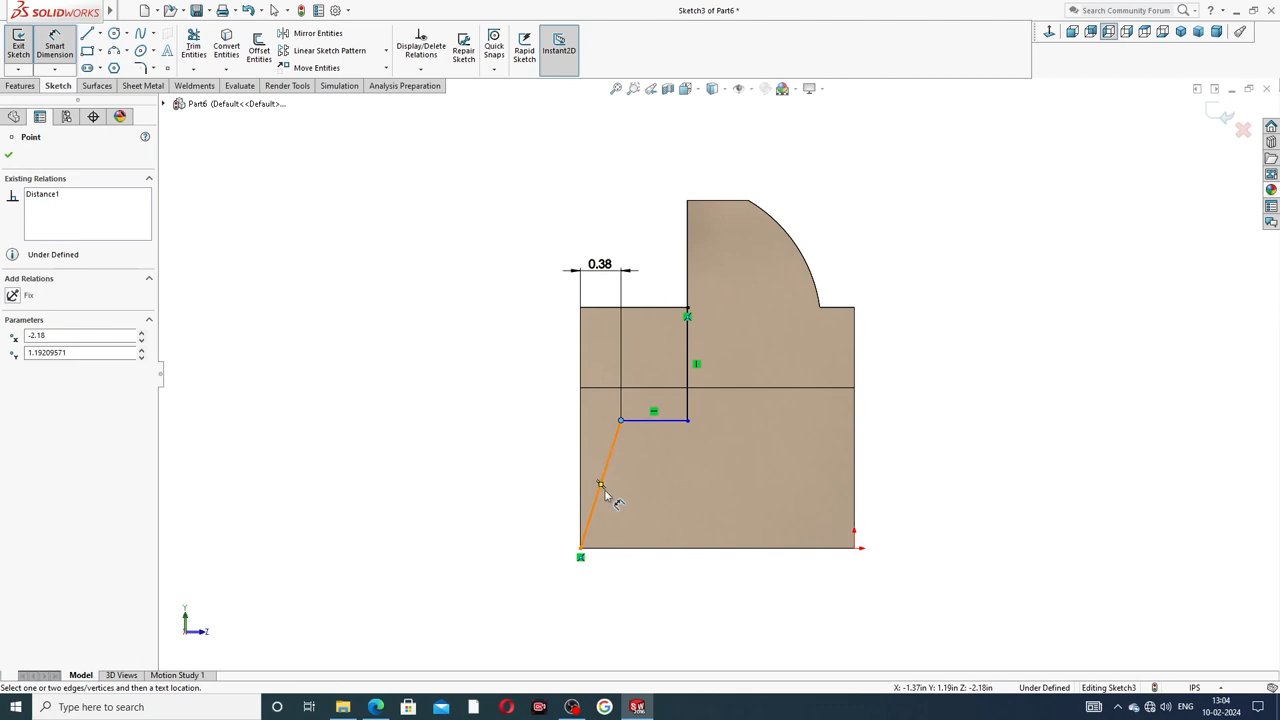 SOLIDWORKS
Sketch3 of Part6 *
Search Community Forum
Exit Sketch
Smart Dimension
Trim Entities
Convert Entities
Offset Entities
Mirror Entities
Linear Sketch Pattern
Move Entities
Display/Delete Relations
Repair Sketch
Quick Snaps
Rapid Sketch
Instant2D
Features
Sketch
Surfaces
Sheet Metal
Weldments
Evaluate
Render Tools
Simulation
Analysis Preparation
Part6 (Default<<Default>...
Point
Existing Relations
Distance1
Under Defined
Add Relations
Fix
Parameters
-2.18
1.19209571
0.38
Y
Z
Model
3D Views
Motion Study 1
Select one or two edges/vertices and then a text location.
X: -1.37in Y: 1.19in Z: -2.18in
Under Defined
Editing Sketch3
IPS
Type here to search
ENG
13:04
10-02-2024